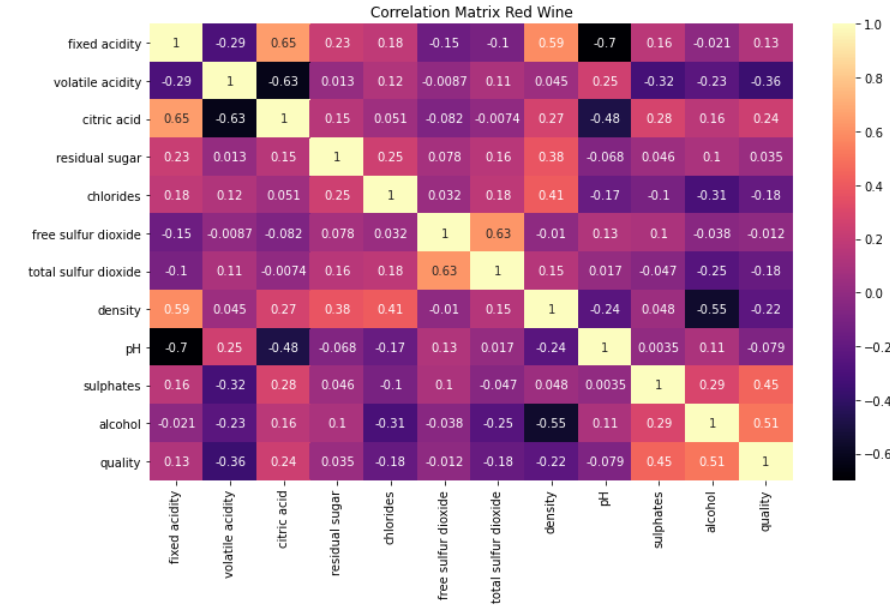 Correlation Matrix Red Wine
fixed acidity 1 -0.29 0.65 0.23 0.18 -0.15 -0.1 0.59 -0.7 0.16 -0.021 0.13
volatile acidity -0.29 1 -0.63 0.013 0.12 -0.0087 0.11 0.045 0.25 -0.32 -0.23 -0.36
citric acid 0.65 -0.63 1 0.15 0.051 -0.082 -0.0074 0.27 -0.48 0.28 0.16 0.24
residual sugar 0.23 0.013 0.15 1 0.25 0.078 0.16 0.38 -0.068 0.046 0.1 0.035
chlorides 0.18 0.12 0.051 0.25 1 0.032 0.18 0.41 -0.17 -0.1 -0.31 -0.18
free sulfur dioxide -0.15 -0.0087 -0.082 0.078 0.032 1 0.63 -0.01 0.13 0.1 -0.038 -0.012
total sulfur dioxide -0.1 0.11 -0.0074 0.16 0.18 0.63 1 0.15 0.017 -0.047 -0.25 -0.18
density 0.59 0.045 0.27 0.38 0.41 -0.01 0.15 1 -0.24 0.048 -0.55 -0.22
pH -0.7 0.25 -0.48 -0.068 -0.17 0.13 0.017 -0.24 1 0.0035 0.11 -0.079
sulphates 0.16 -0.32 0.28 0.046 -0.1 0.1 -0.047 0.048 0.0035 1 0.29 0.45
alcohol -0.021 -0.23 0.16 0.1 -0.31 -0.038 -0.25 -0.55 0.11 0.29 1 0.51
quality 0.13 -0.36 0.24 0.035 -0.18 -0.012 -0.18 -0.22 -0.079 0.45 0.51 1
fixed acidity
volatile acidity
citric acid
residual sugar
chlorides
free sulfur dioxide
total sulfur dioxide
density
pH
sulphates
alcohol
quality
1.0
0.8
0.6
0.4
0.2
0.0
-0.2
-0.4
-0.6